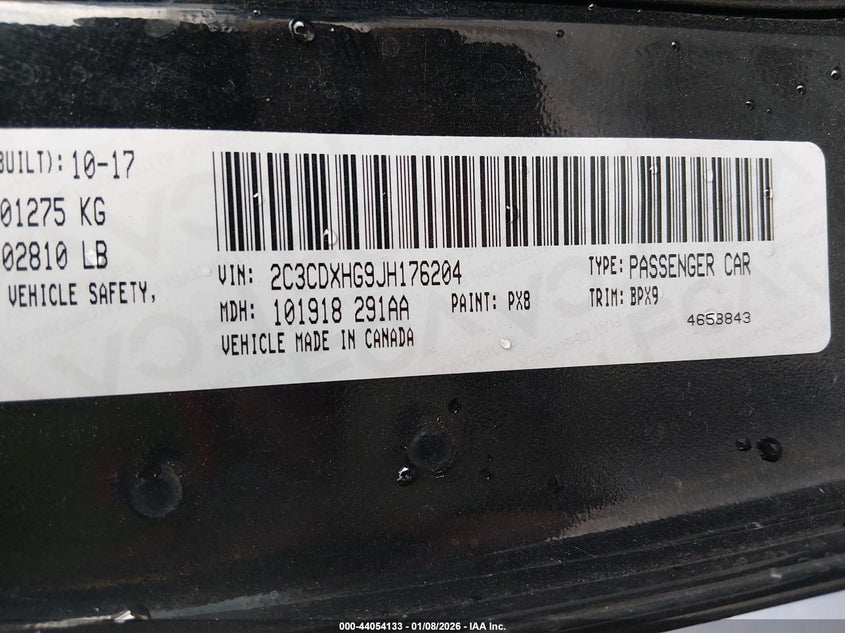 BUILT): 10-17
01275 KG
02810 LB
VEHICLE SAFETY,
VIN: 2C3CDXHG9JH176204
TYPE: PASSENGER CAR
MDH: 101918 291AA
PAINT: PX8
TRIM: BPX9
VEHICLE MADE IN CANADA
4653843
000-44054133 - 01/08/2026 - IAA Inc.